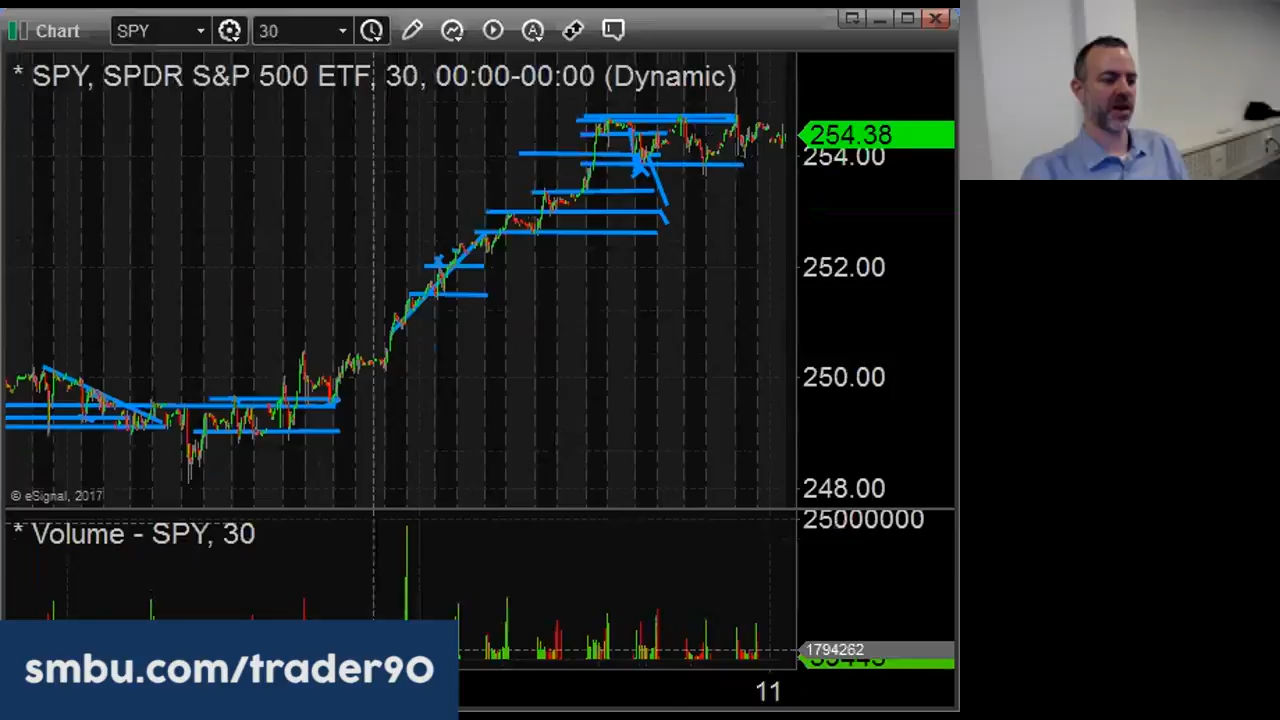 Chart SPY 30
* SPY, SPDR S&P 500 ETF, 30, 00:00-00:00 (Dynamic)
254.38
254.00
252.00
250.00
248.00
© eSignal, 2017
25000000
* Volume - SPY, 30
1794262
smbu.com/trader90
11